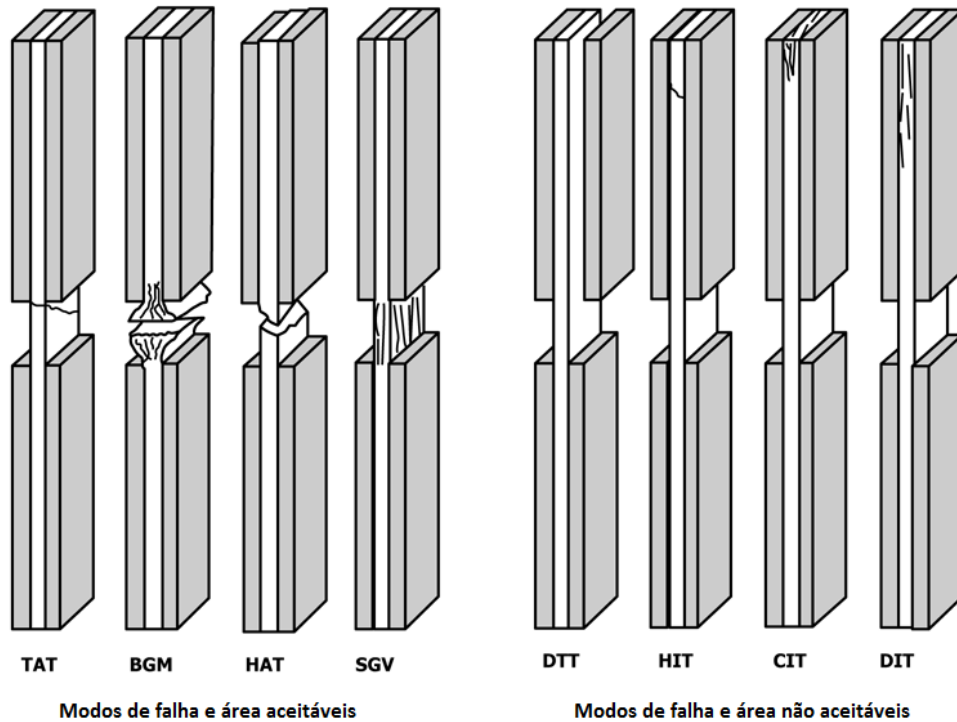 TAT BGM HAT SGV DTT HIT CIT DIT
Modos de falha e área aceitáveis
Modos de falha e área não aceitáveis